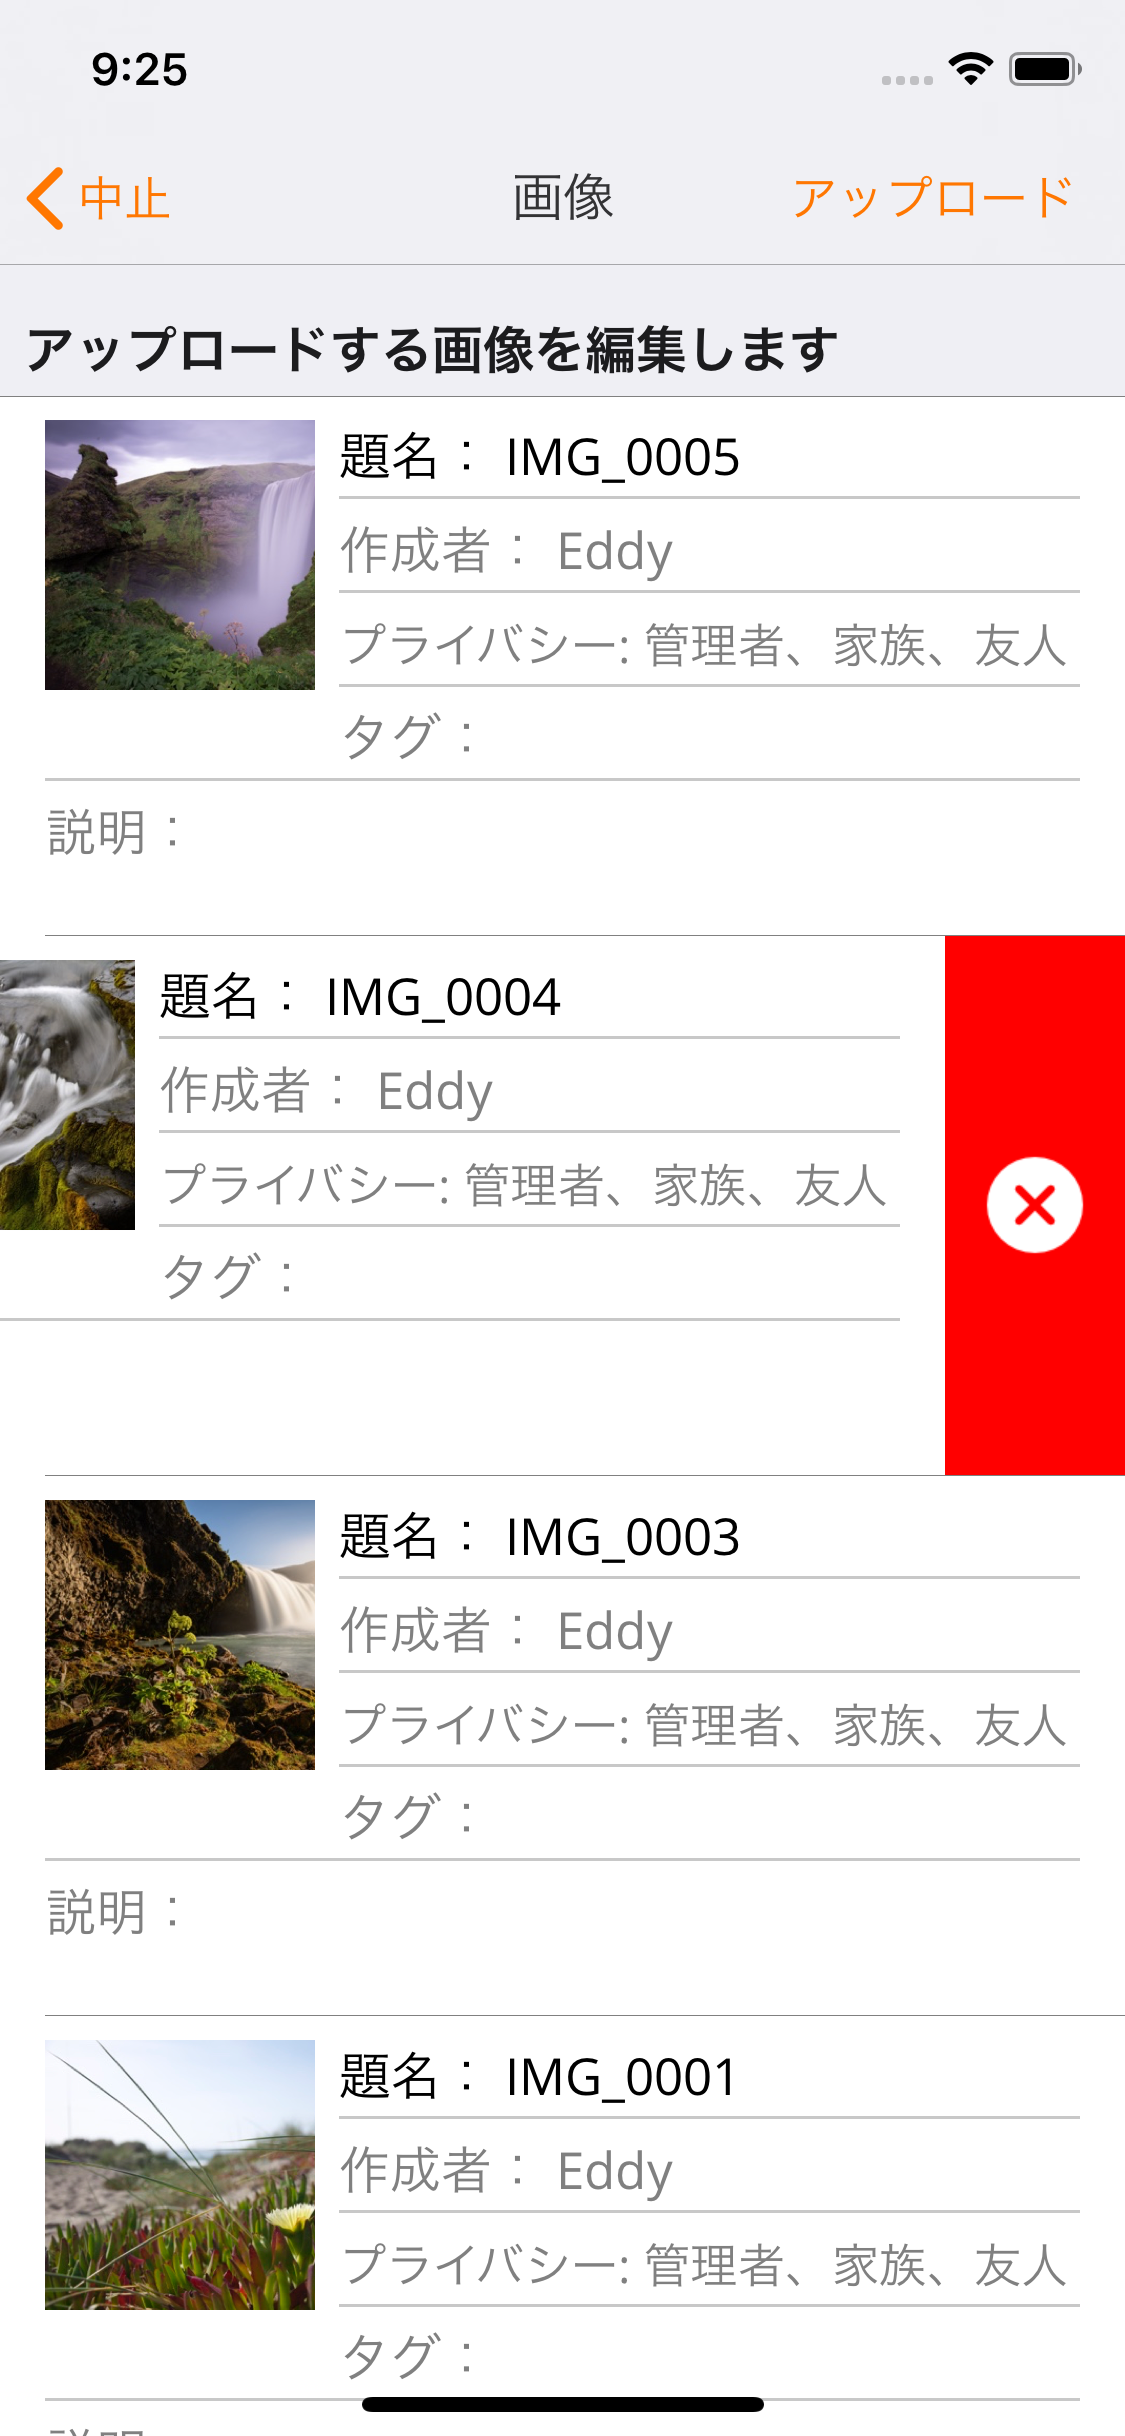 9:25
中止
画像
アップロード
アップロードする画像を編集します
題名： IMG_0005
作成者： Eddy
プライバシー: 管理者、家族、友人
タグ：
説明：
題名： IMG_0004
作成者： Eddy
プライバシー: 管理者、家族、友人
タグ：
題名： IMG_0003
作成者： Eddy
プライバシー: 管理者、家族、友人
タグ：
説明：
題名： IMG_0001
作成者： Eddy
プライバシー: 管理者、家族、友人
タグ：